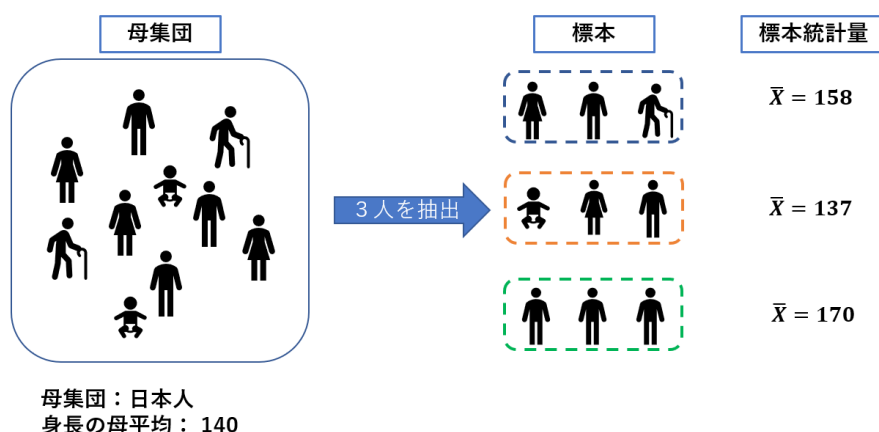 母集団
標本
標本統計量
X̄ = 158
3人を抽出
X̄ = 137
X̄ = 170
母集団：日本人
身長の母平均： 140